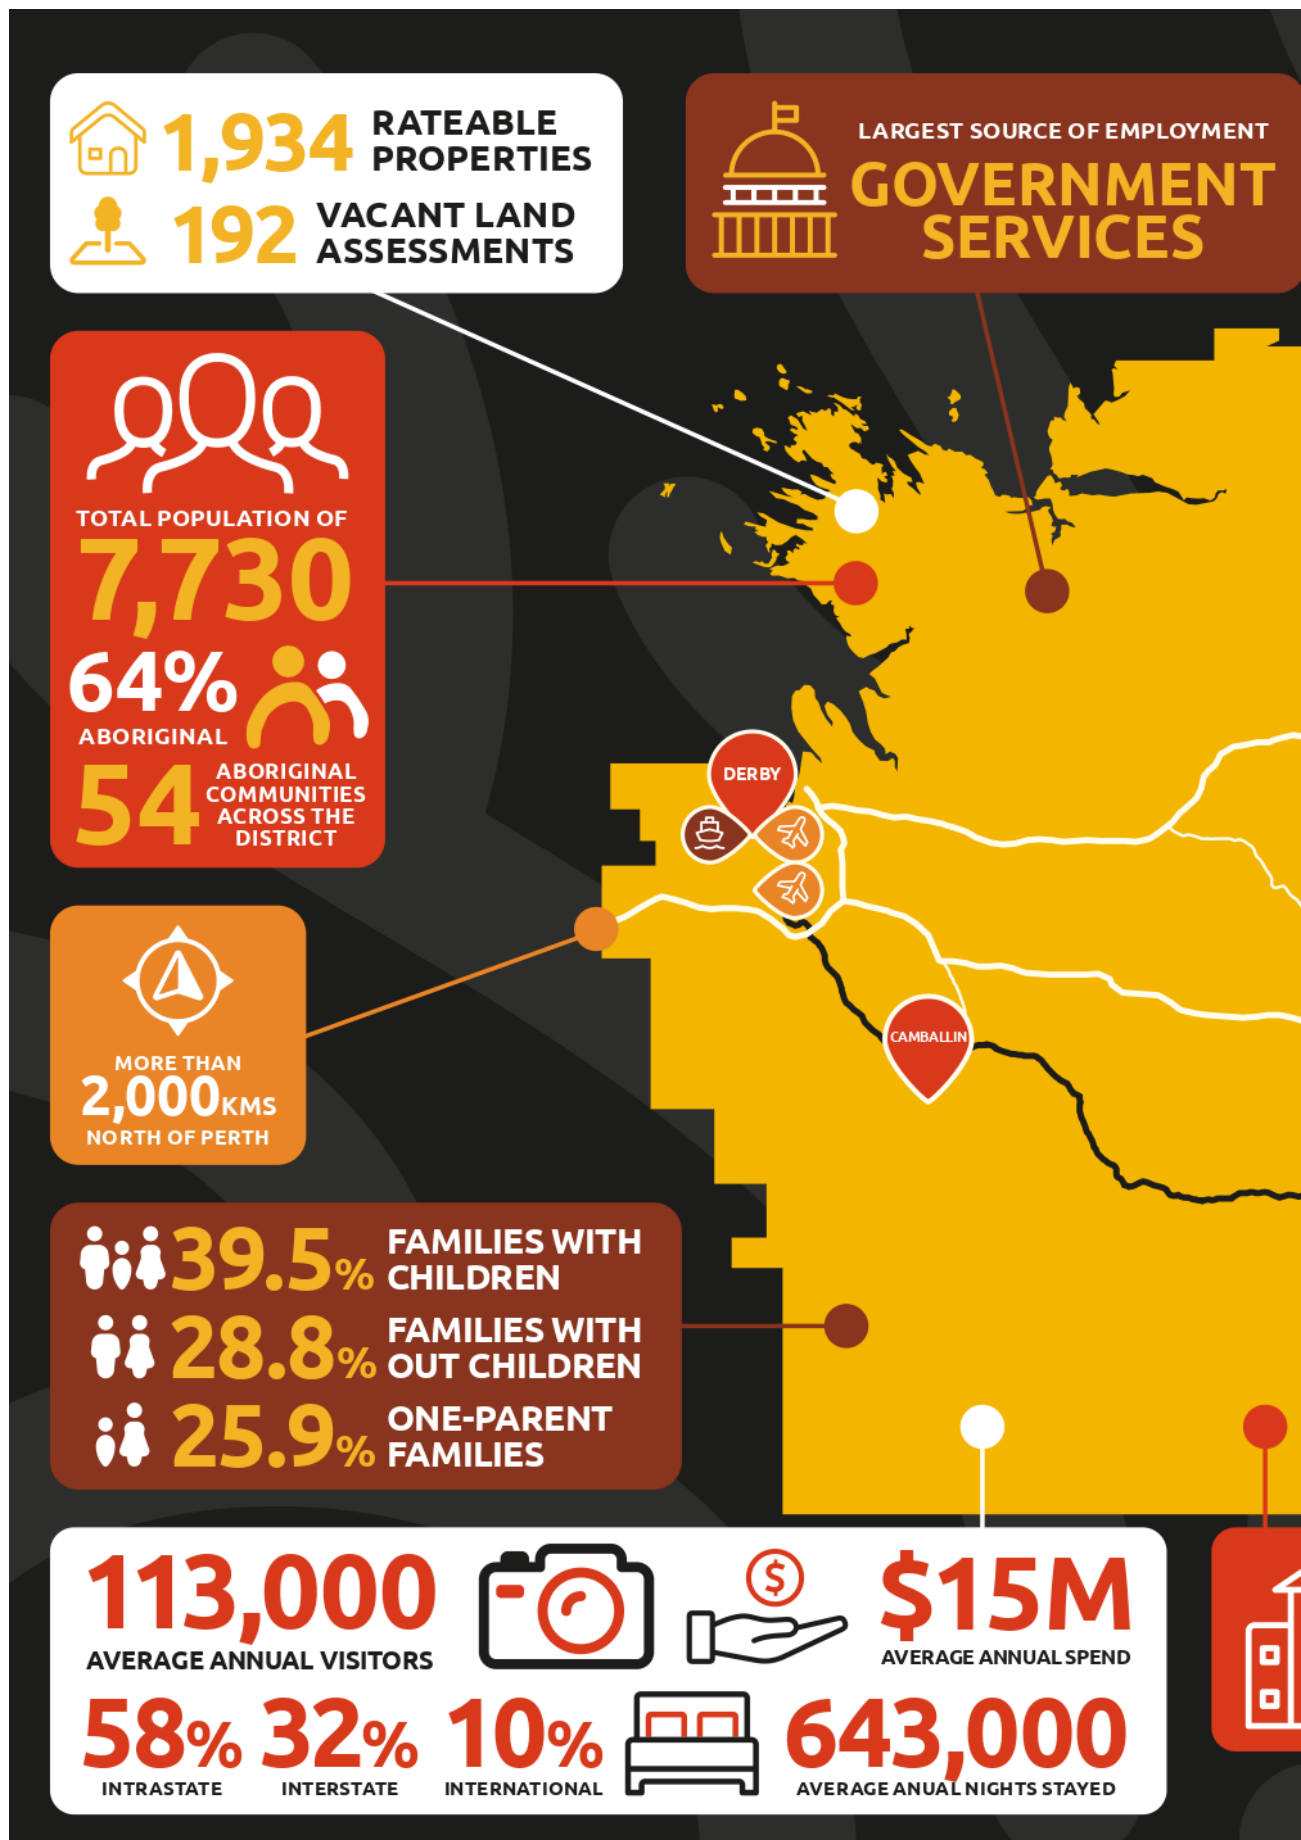 1,934 RATEABLE
PROPERTIES
192 VACANT LAND
ASSESSMENTS
LARGEST SOURCE OF EMPLOYMENT
GOVERNMENT
SERVICES
TOTAL POPULATION OF
7,730
64%
ABORIGINAL
54 ABORIGINAL
COMMUNITIES
ACROSS THE
DISTRICT
DERBY
CAMBALLIN
MORE THAN
2,000KMS
NORTH OF PERTH
39.5% FAMILIES WITH
CHILDREN
28.8% FAMILIES WITH
OUT CHILDREN
25.9% ONE-PARENT
FAMILIES
113,000
AVERAGE ANNUAL VISITORS
$
$15M
AVERAGE ANNUAL SPEND
58% 32% 10%
INTRASTATE INTERSTATE INTERNATIONAL
643,000
AVERAGE ANUAL NIGHTS STAYED